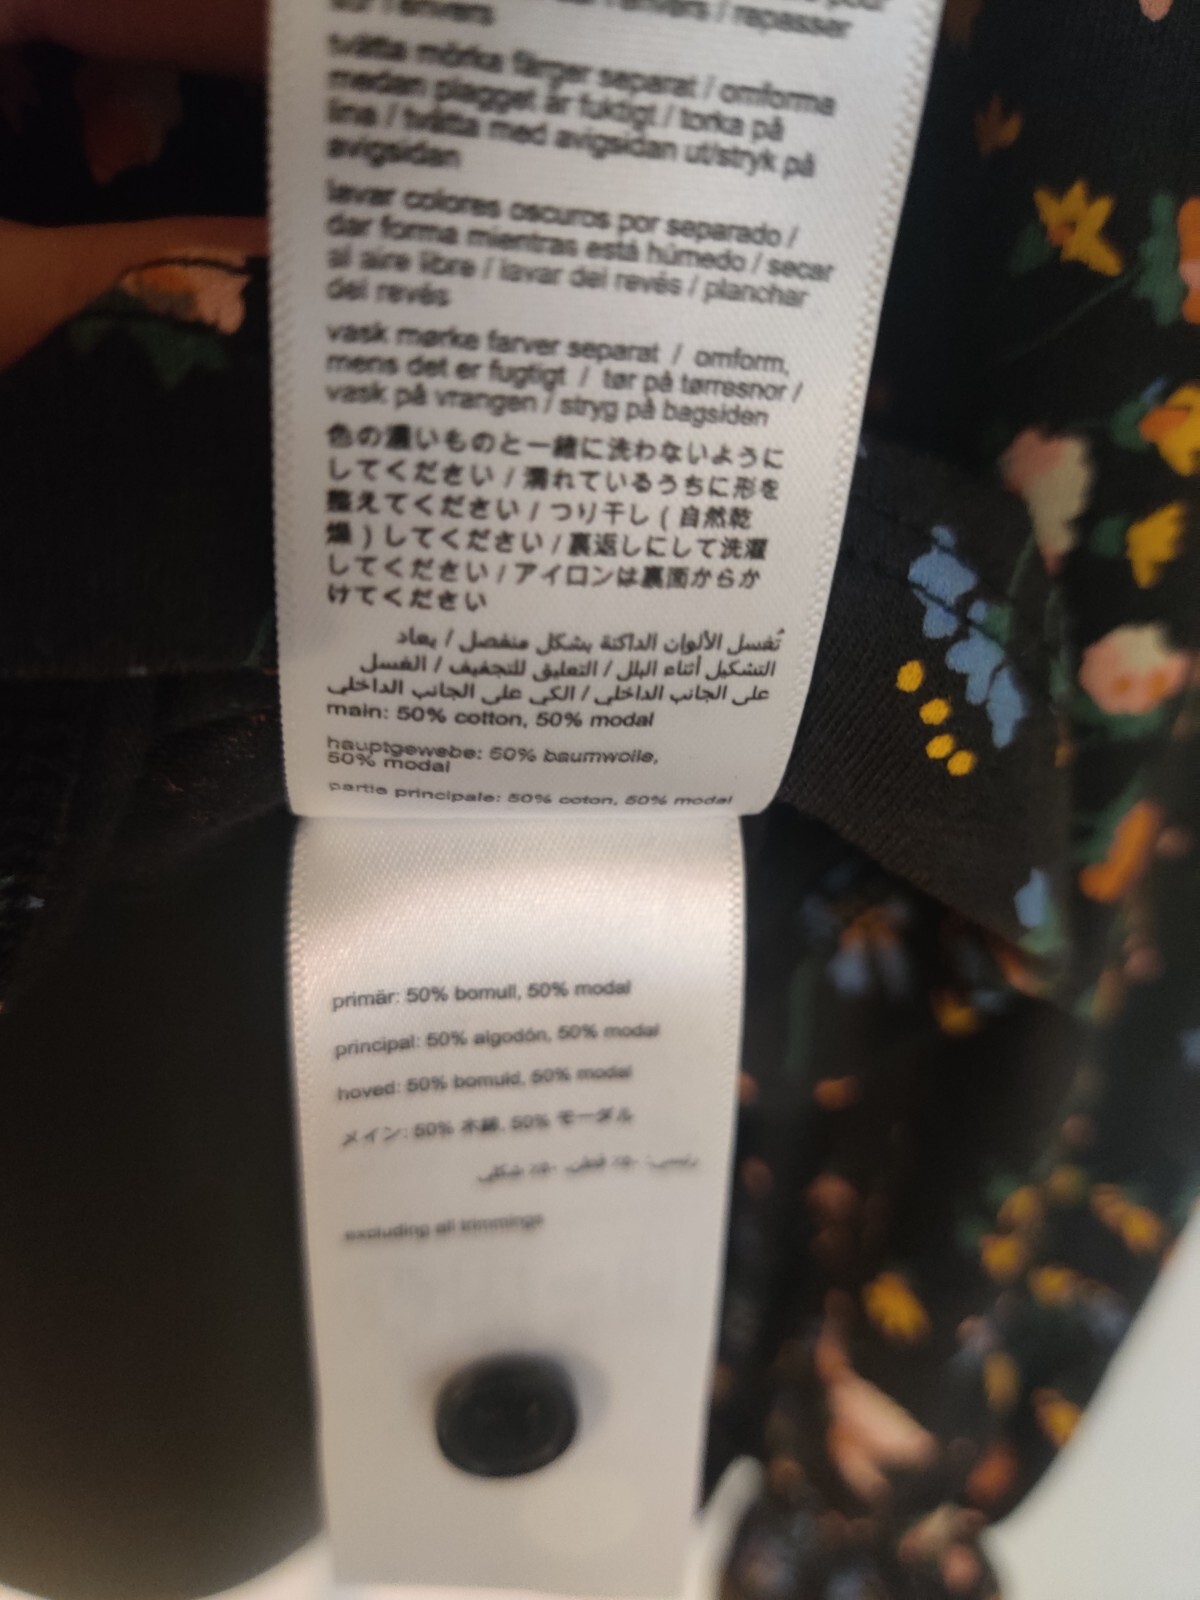 sur l'envers
l'envers / repasser
tvätta mörka färger separat / omforma
medan plagget är fuktigt / torka på
lina / tvätta med avigsidan ut/stryk på
avigsidan
lavar colores oscuros por separado /
dar forma mientras está húmedo / secar
al aire libre / lavar del revés / planchar
del revés
vask mørke farver separat / omform,
mens det er fugtigt / tør på tørresnor /
vask på vrangen / stryg på bagsiden
色の濃いものと一緒に洗わないように
してください / 濡れているうちに形を
整えてください / つり干し ( 自然乾
燥 ) してください / 裏返しにして洗濯
してください / アイロンは裏面からか
けてください
تُغسل الألوان الداكنة بشكل منفصل / يعاد
التشكيل أثناء البلل / التعليق للتجفيف / الغسل
على الجانب الداخلي / الكي على الجانب الداخلي
main: 50% cotton, 50% modal
hauptgewebe: 50% baumwolle,
50% modal
partie principale: 50% coton, 50% modal
primär: 50% bomull, 50% modal
principal: 50% algodón, 50% modal
hoved: 50% bomuld, 50% modal
メイン: 50% 木綿, 50% モーダル
excluding all trimmings